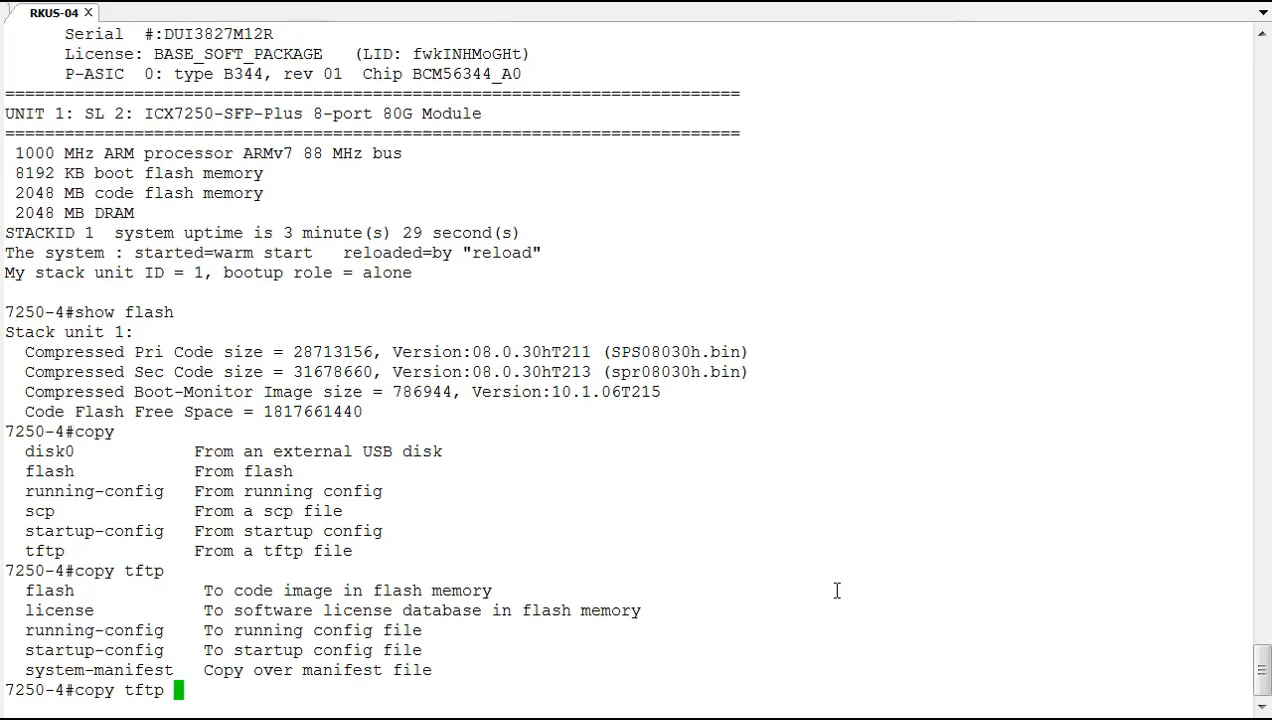 RKUS-04 X
Serial  #:DUI3827M12R
License: BASE_SOFT_PACKAGE   (LID: fwkINHMoGHt)
P-ASIC  0: type B344, rev 01  Chip BCM56344_A0
==========================================================================
UNIT 1: SL 2: ICX7250-SFP-Plus 8-port 80G Module
==========================================================================
1000 MHz ARM processor ARMv7 88 MHz bus
8192 KB boot flash memory
2048 MB code flash memory
2048 MB DRAM
STACKID 1  system uptime is 3 minute(s) 29 second(s)
The system : started=warm start   reloaded=by "reload"
My stack unit ID = 1, bootup role = alone
7250-4#show flash
Stack unit 1:
Compressed Pri Code size = 28713156, Version:08.0.30hT211 (SPS08030h.bin)
Compressed Sec Code size = 31678660, Version:08.0.30hT213 (spr08030h.bin)
Compressed Boot-Monitor Image size = 786944, Version:10.1.06T215
Code Flash Free Space = 1817661440
7250-4#copy
disk0            From an external USB disk
flash            From flash
running-config   From running config
scp              From a scp file
startup-config   From startup config
tftp             From a tftp file
7250-4#copy tftp
flash             To code image in flash memory
license           To software license database in flash memory
running-config    To running config file
startup-config    To startup config file
system-manifest   Copy over manifest file
7250-4#copy tftp